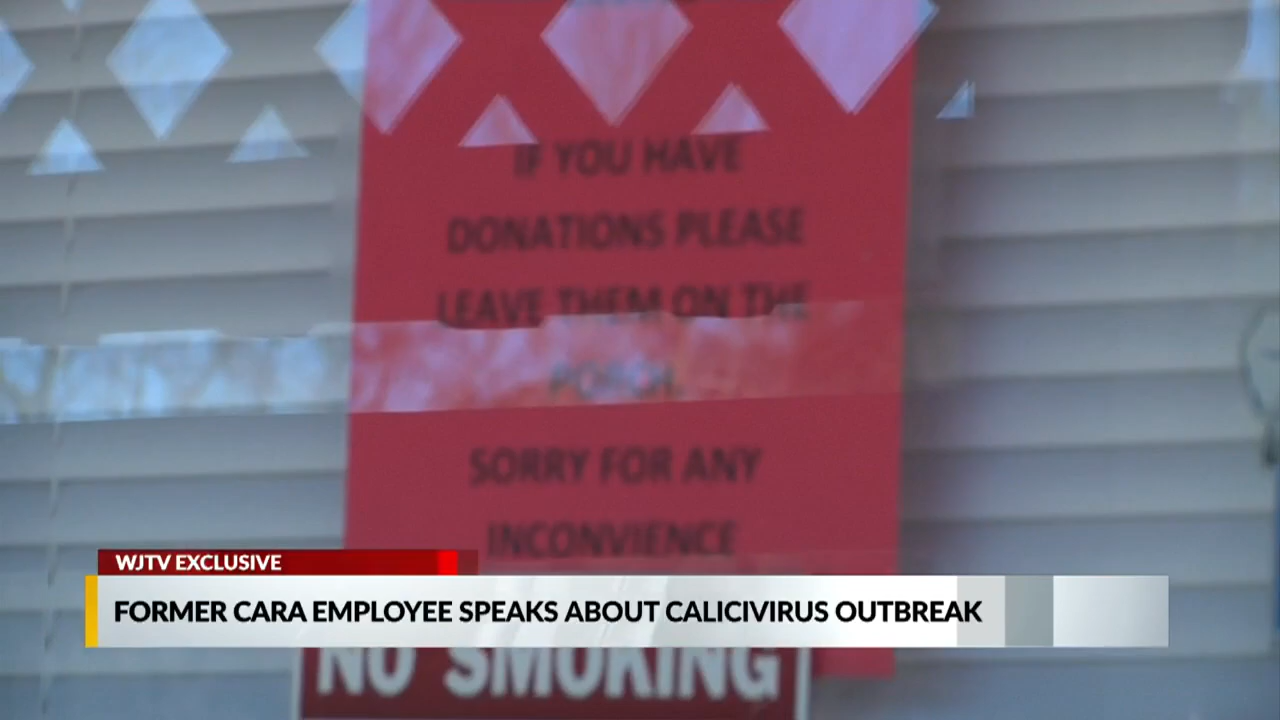 IF YOU HAVE
DONATIONS PLEASE
LEAVE THEM ON THE
PORCH.
SORRY FOR ANY
INCONVIENCE
WJTV EXCLUSIVE
FORMER CARA EMPLOYEE SPEAKS ABOUT CALICIVIRUS OUTBREAK
NO SMOKING